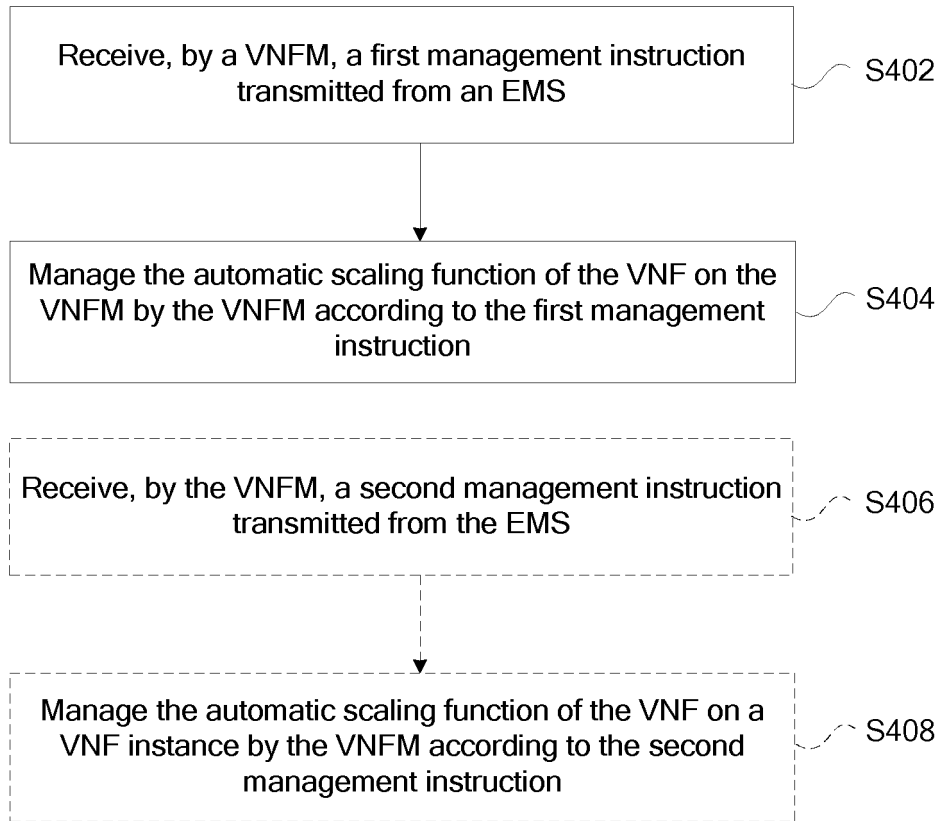 Receive, by a VNFM, a first management instruction
transmitted from an EMS
S402
Manage the automatic scaling function of the VNF on the
VNFM by the VNFM according to the first management
instruction
S404
Receive, by the VNFM, a second management instruction
transmitted from the EMS
S406
Manage the automatic scaling function of the VNF on a
VNF instance by the VNFM according to the second
management instruction
S408